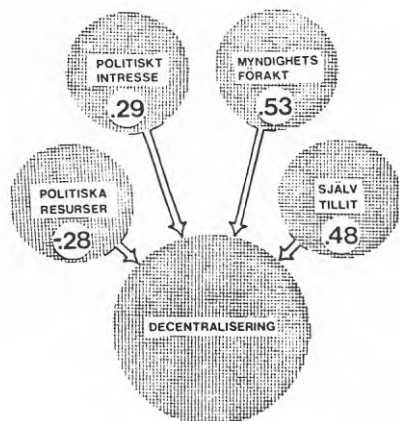 POLITISKT
INTRESSE
.29
MYNDIGHETS
FÖRAKT
.53
POLITISKA
RESURSER
-.28
SJÄLV
TILLIT
.48
DECENTRALISERING